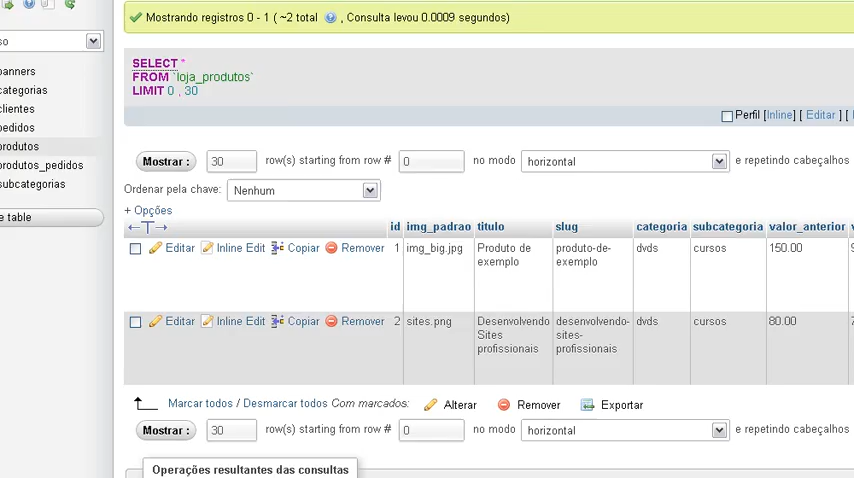 Mostrando registros 0 - 1 ( ~2 total , Consulta levou 0.0009 segundos)
so
banners
categorias
clientes
pedidos
produtos
produtos_pedidos
subcategorias
e table
SELECT *
FROM `loja_produtos`
LIMIT 0 , 30
Perfil [Inline] [ Editar ] [
Mostrar : 30 row(s) starting from row # 0 no modo horizontal e repetindo cabeçalhos
Ordenar pela chave: Nenhum
+ Opções
←T→ id img_padrao titulo slug categoria subcategoria valor_anterior v
Editar Inline Edit Copiar Remover 1 img_big.jpg Produto de produto-de- dvds cursos 150.00
exemplo exemplo
Editar Inline Edit Copiar Remover 2 sites.png Desenvolvendo desenvolvendo- dvds cursos 80.00
Sites sites-
profissionais profissionais
Marcar todos / Desmarcar todos Com marcados: Alterar Remover Exportar
Mostrar : 30 row(s) starting from row # 0 no modo horizontal e repetindo cabeçalhos
Operações resultantes das consultas